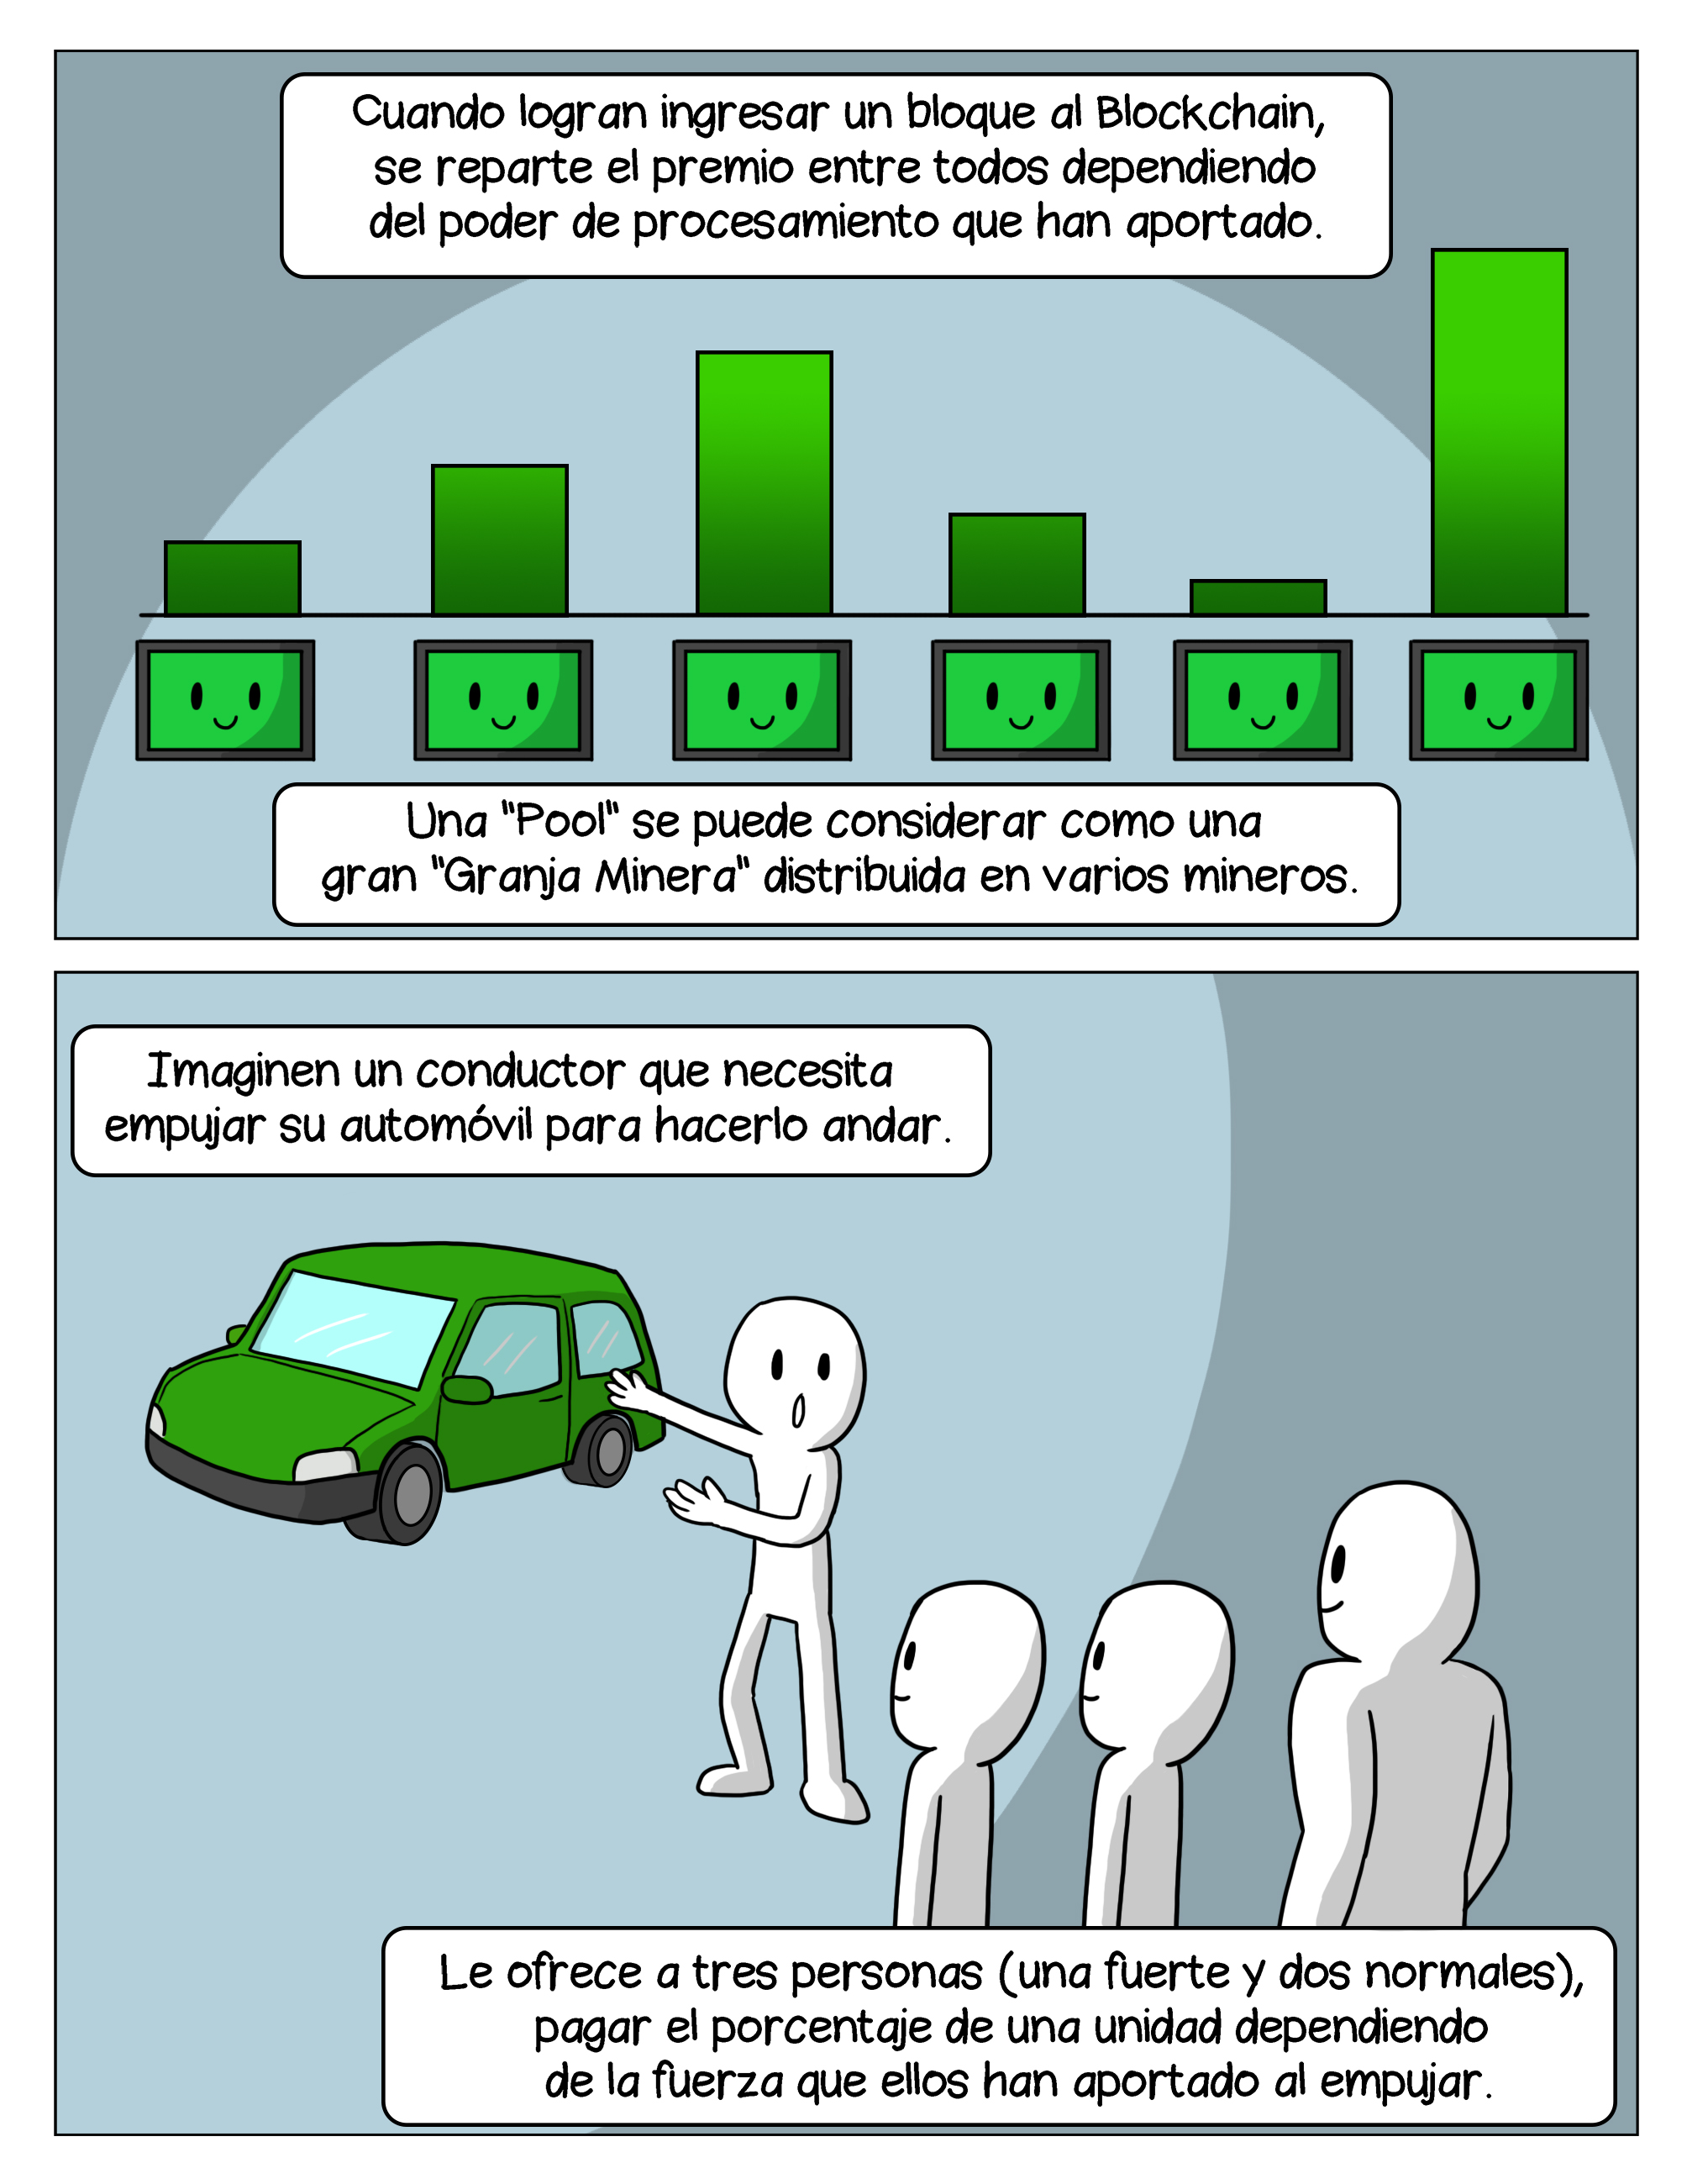 Cuando logran ingresar un bloque al Blockchain,
se reparte el premio entre todos dependiendo
del poder de procesamiento que han aportado.
Una "Pool" se puede considerar como una
gran "Granja Minera" distribuida en varios mineros.
Imaginen un conductor que necesita
empujar su automóvil para hacerlo andar.
Le ofrece a tres personas (una fuerte y dos normales),
pagar el porcentaje de una unidad dependiendo
de la fuerza que ellos han aportado al empujar.